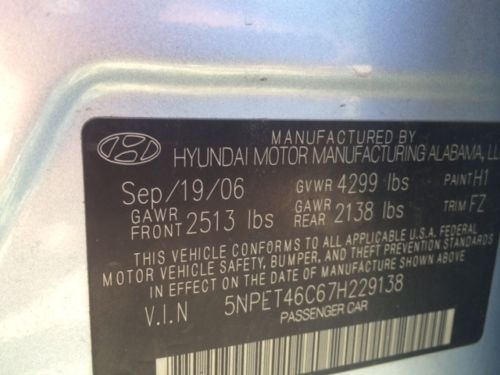 MANUFACTURED BY
HYUNDAI MOTOR MANUFACTURING ALABAMA, LL
Sep/19/06 GVWR 4299 lbs PAINT H1
GAWR FRONT 2513 lbs GAWR REAR 2138 lbs TRIM FZ
THIS VEHICLE CONFORMS TO ALL APPLICABLE U.S.A. FEDERAL
MOTOR VEHICLE SAFETY, BUMPER, AND THEFT PREVENTION STANDARDS
IN EFFECT ON THE DATE OF MANUFACTURE SHOWN ABOVE
V.I.N 5NPET46C67H229138
PASSENGER CAR